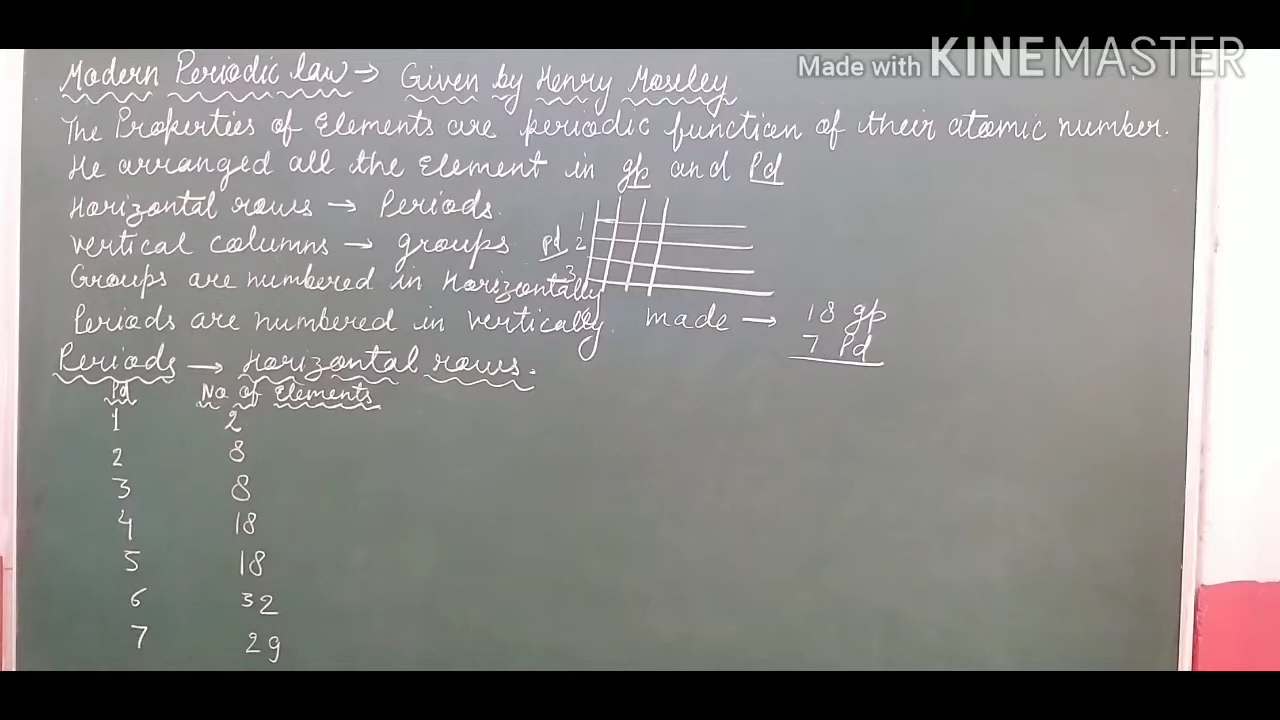 Made with KINEMASTER
Modern Periodic law → Given by Henry Moseley
The Properties of Elements are periodic function of their atomic number.
He arranged all the Element in gp and Pd
Horizontal rows → Periods.
Vertical columns → groups
Pd 1
2
3
Groups are numbered in Horizontally
Periods are numbered in vertically. made → 18 gp
7 Pd
Periods → Horizontal rows.
Pd No of Elements
1 2
2 8
3 8
4 18
5 18
6 32
7 29